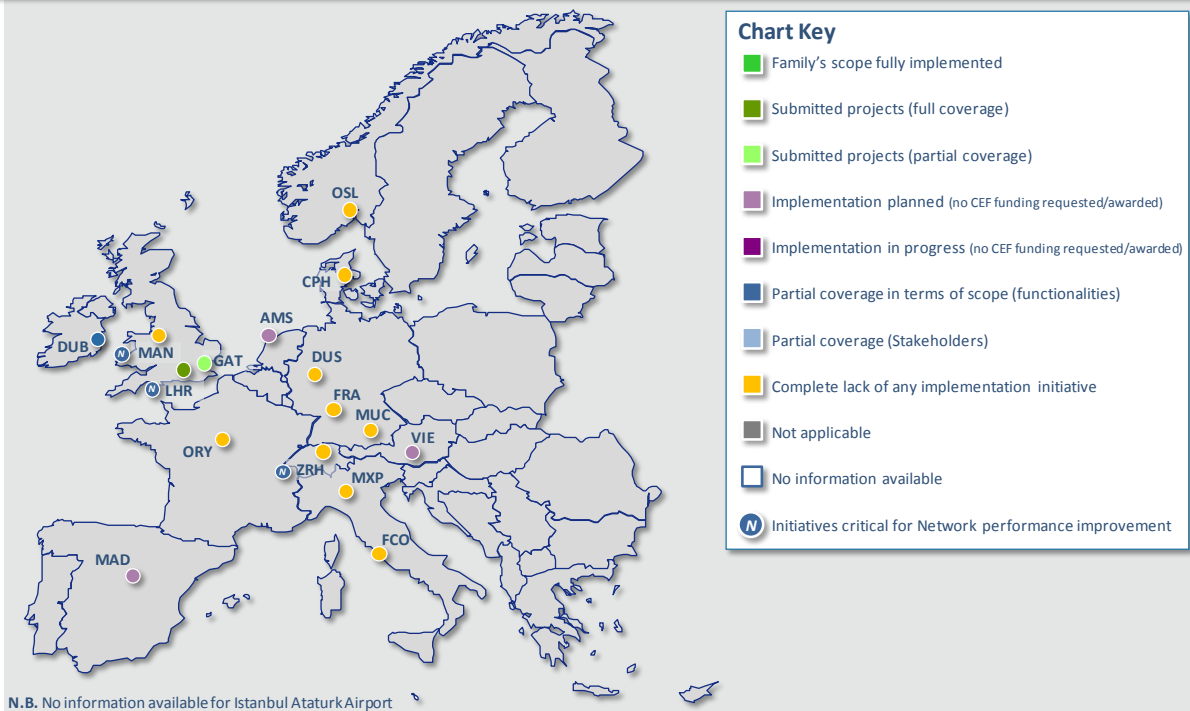 OSL
CPH
AMS
DUB
N
MAN
GAT
DUS
N
LHR
FRA
MUC
VIE
ORY
N
ZRH
MXP
FCO
MAD
N.B. No information available for Istanbul Ataturk Airport
Chart Key
Family's scope fully implemented
Submitted projects (full coverage)
Submitted projects (partial coverage)
Implementation planned (no CEF funding requested/awarded)
Implementation in progress (no CEF funding requested/awarded)
Partial coverage in terms of scope (functionalities)
Partial coverage (Stakeholders)
Complete lack of any implementation initiative
Not applicable
No information available
N Initiatives critical for Network performance improvement